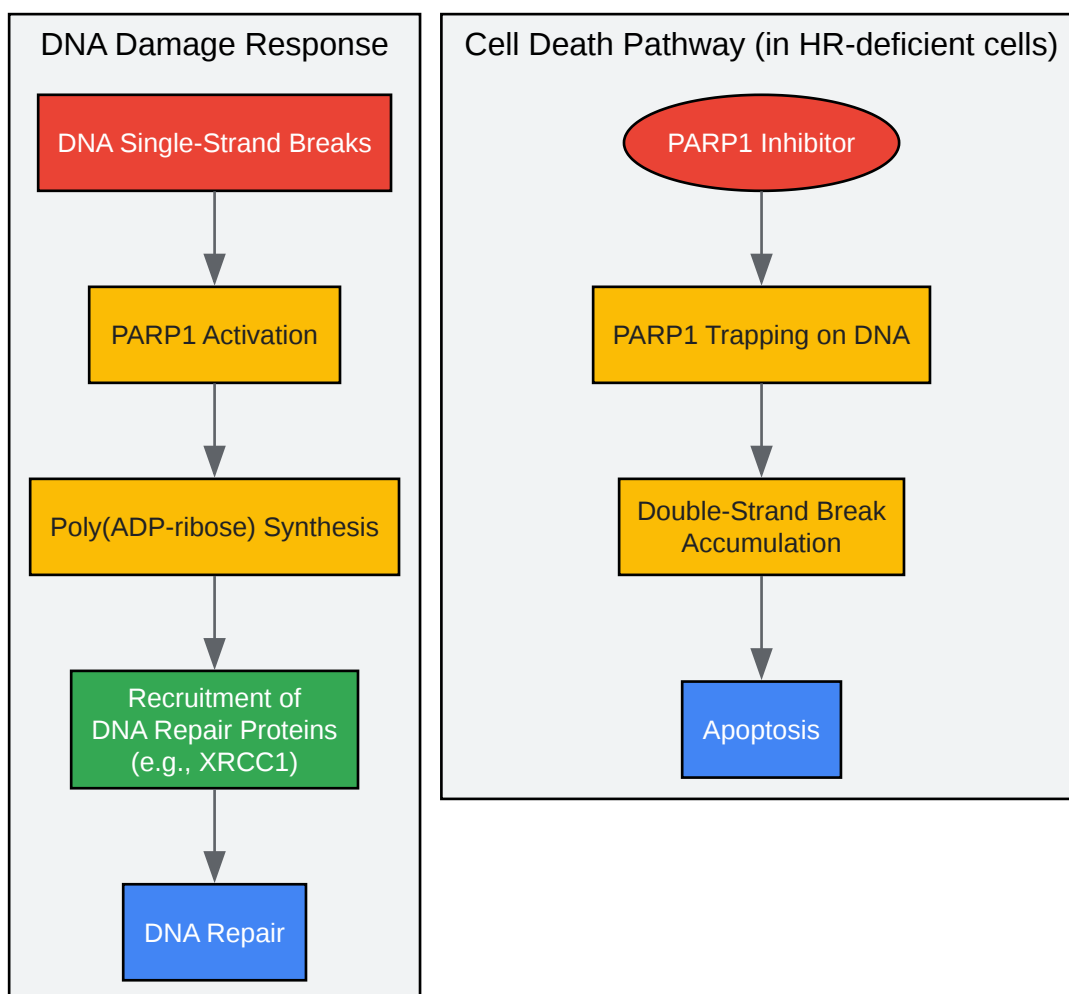 DNA Damage Response
DNA Single-Strand Breaks
PARP1 Activation
Poly(ADP-ribose) Synthesis
Recruitment of
DNA Repair Proteins
(e.g., XRCC1)
DNA Repair
Cell Death Pathway (in HR-deficient cells)
PARP1 Inhibitor
PARP1 Trapping on DNA
Double-Strand Break
Accumulation
Apoptosis